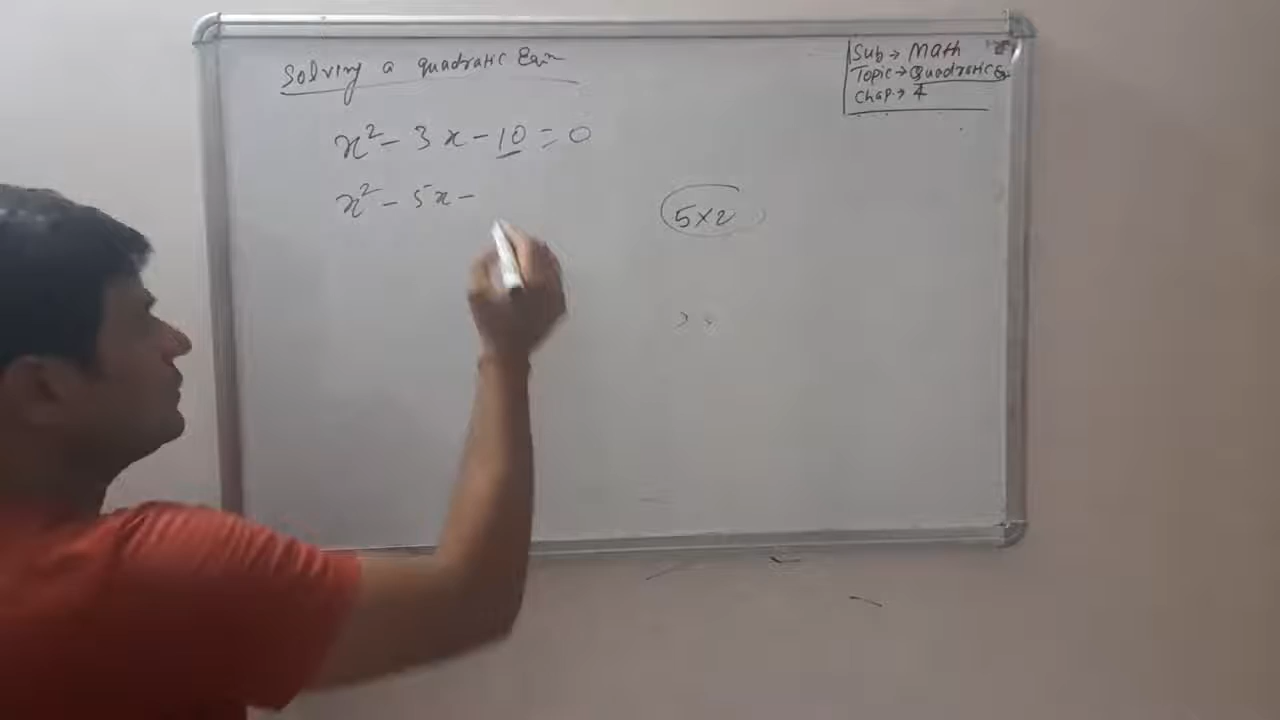 Solving a quadratic Eqn
Sub → Math
Topic → Quadratic Eq
Chap → 4
x² - 3x - 10 = 0
x² - 5x -
5×2